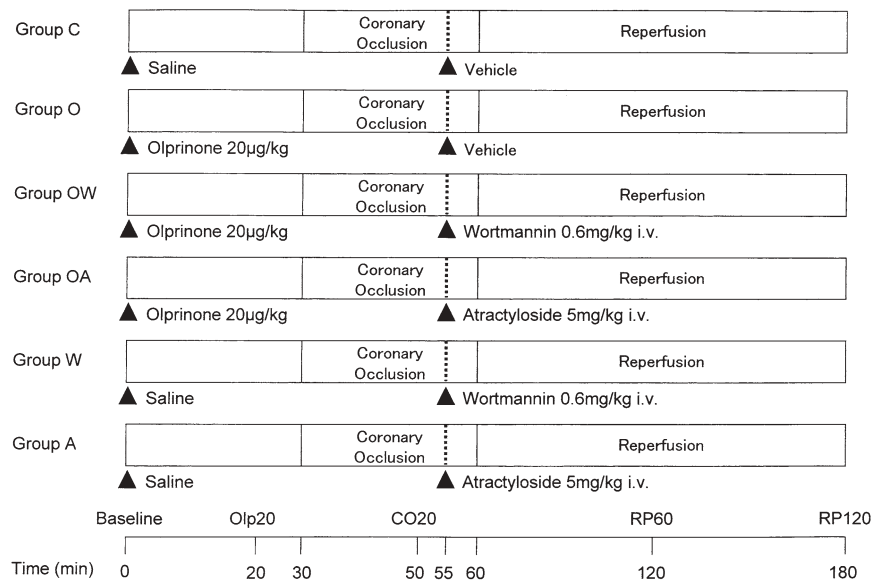 Group C
Coronary Occlusion
Reperfusion
Saline
Vehicle
Group O
Coronary Occlusion
Reperfusion
Olprinone 20μg/kg
Vehicle
Group OW
Coronary Occlusion
Reperfusion
Olprinone 20μg/kg
Wortmannin 0.6mg/kg i.v.
Group OA
Coronary Occlusion
Reperfusion
Olprinone 20μg/kg
Atractyloside 5mg/kg i.v.
Group W
Coronary Occlusion
Reperfusion
Saline
Wortmannin 0.6mg/kg i.v.
Group A
Coronary Occlusion
Reperfusion
Saline
Atractyloside 5mg/kg i.v.
Baseline Olp20 CO20 RP60 RP120
Time (min) 0 20 30 50 55 60 120 180